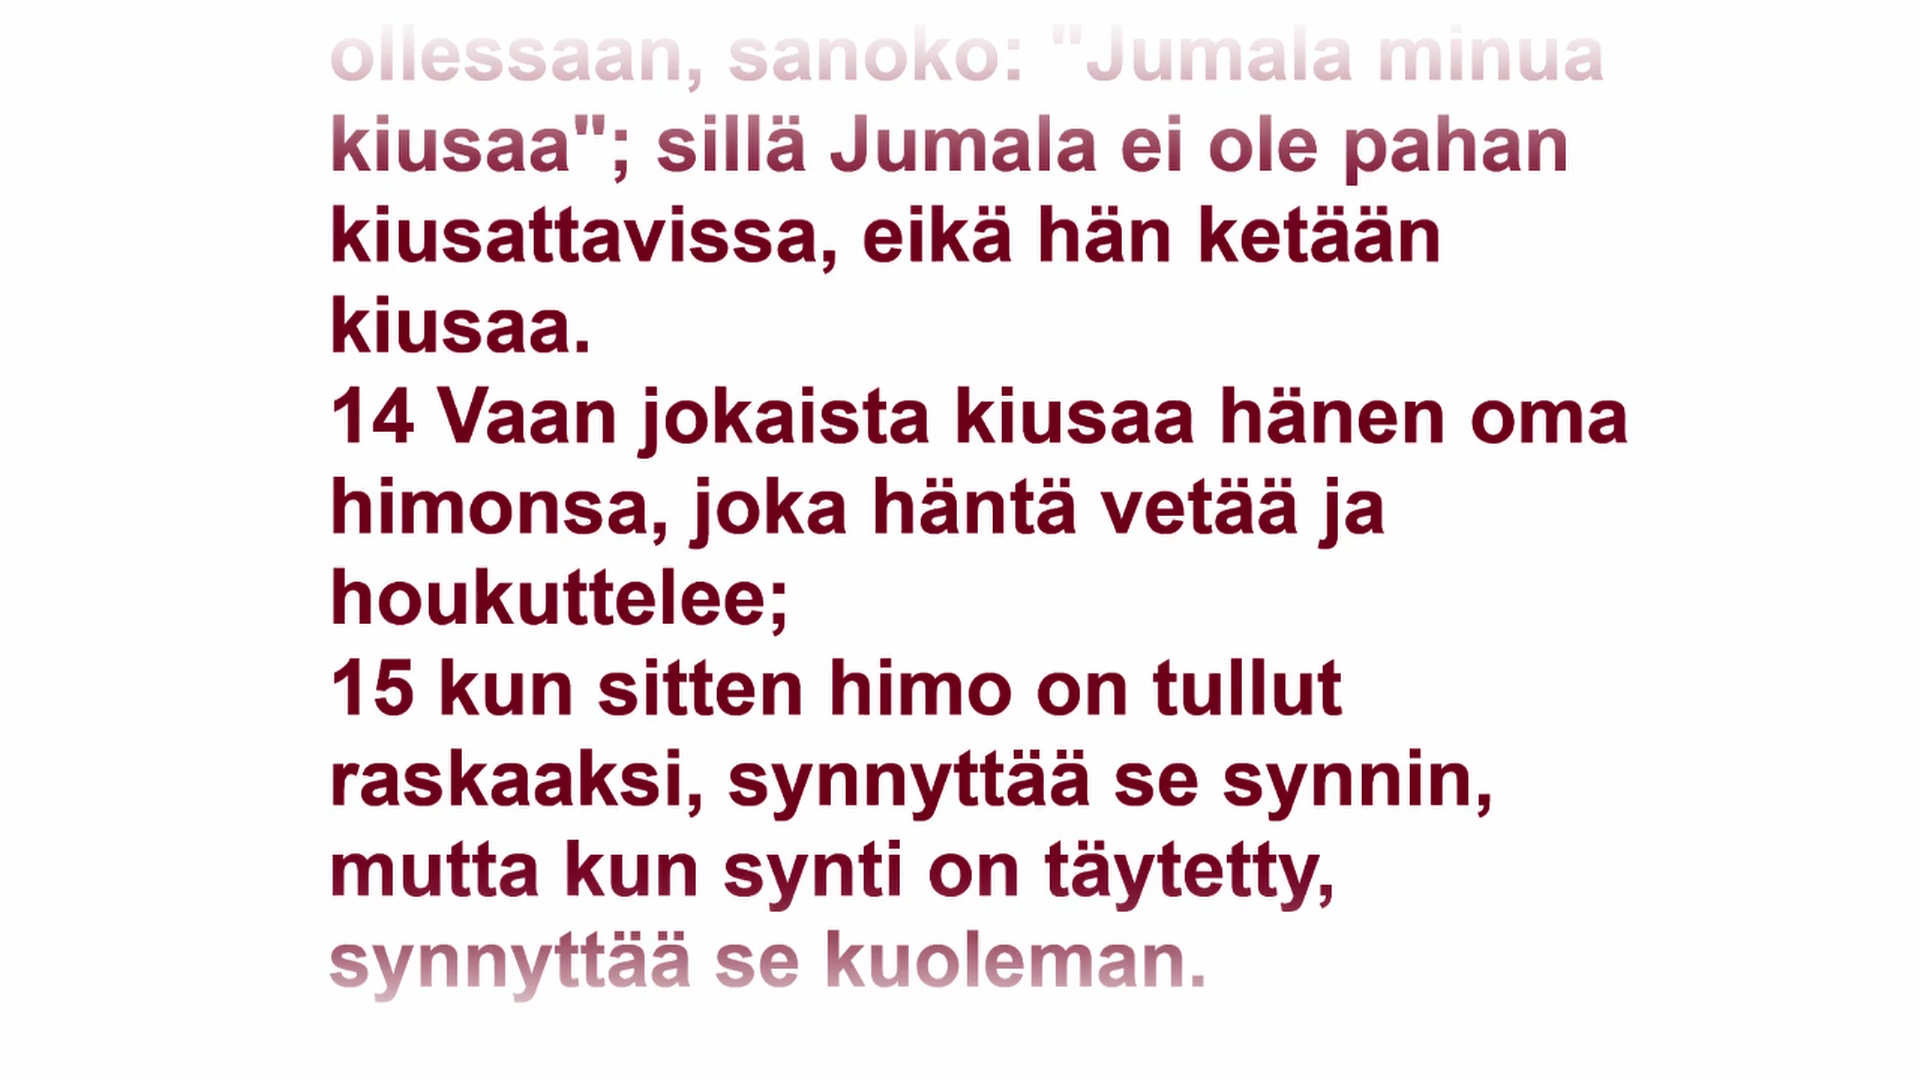 ollessaan, sanoko: "Jumala minua
kiusaa"; sillä Jumala ei ole pahan
kiusattavissa, eikä hän ketään
kiusaa.
14 Vaan jokaista kiusaa hänen oma
himonsa, joka häntä vetää ja
houkuttelee;
15 kun sitten himo on tullut
raskaaksi, synnyttää se synnin,
mutta kun synti on täytetty,
synnyttää se kuoleman.